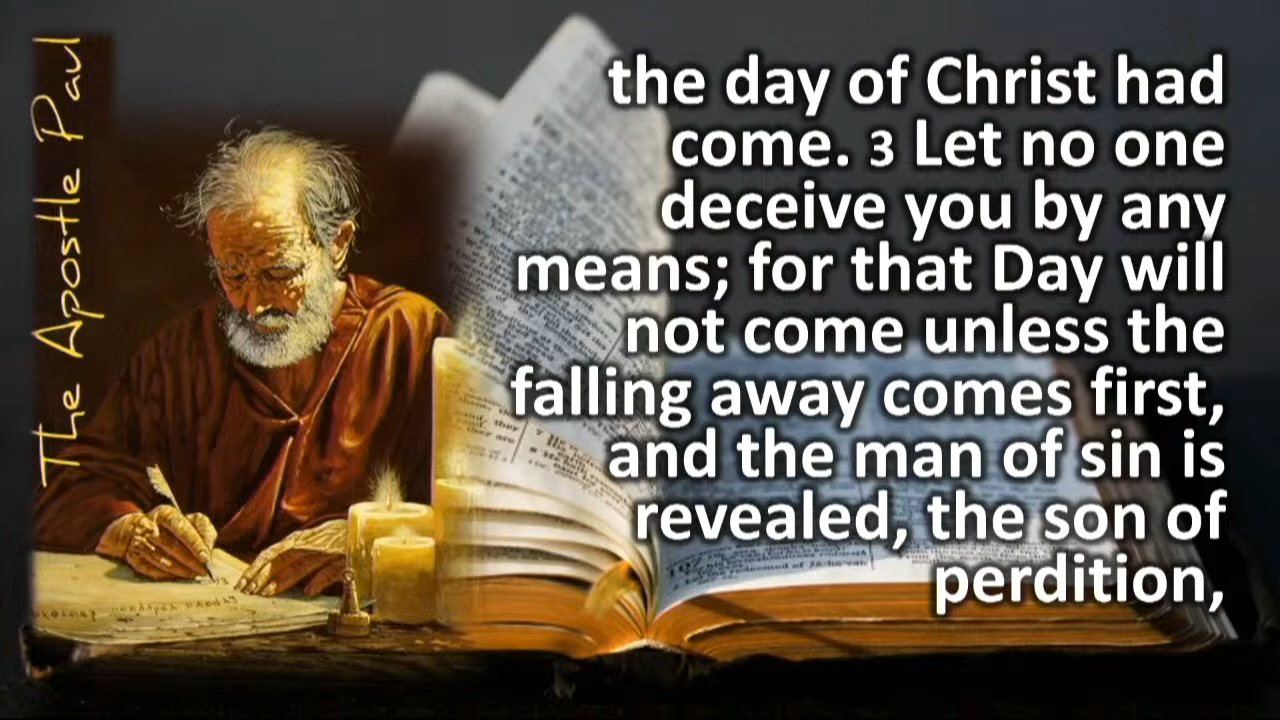 The Apostle Paul
the day of Christ had
come. 3 Let no one
deceive you by any
means; for that Day will
not come unless the
falling away comes first,
and the man of sin is
revealed, the son of
perdition,